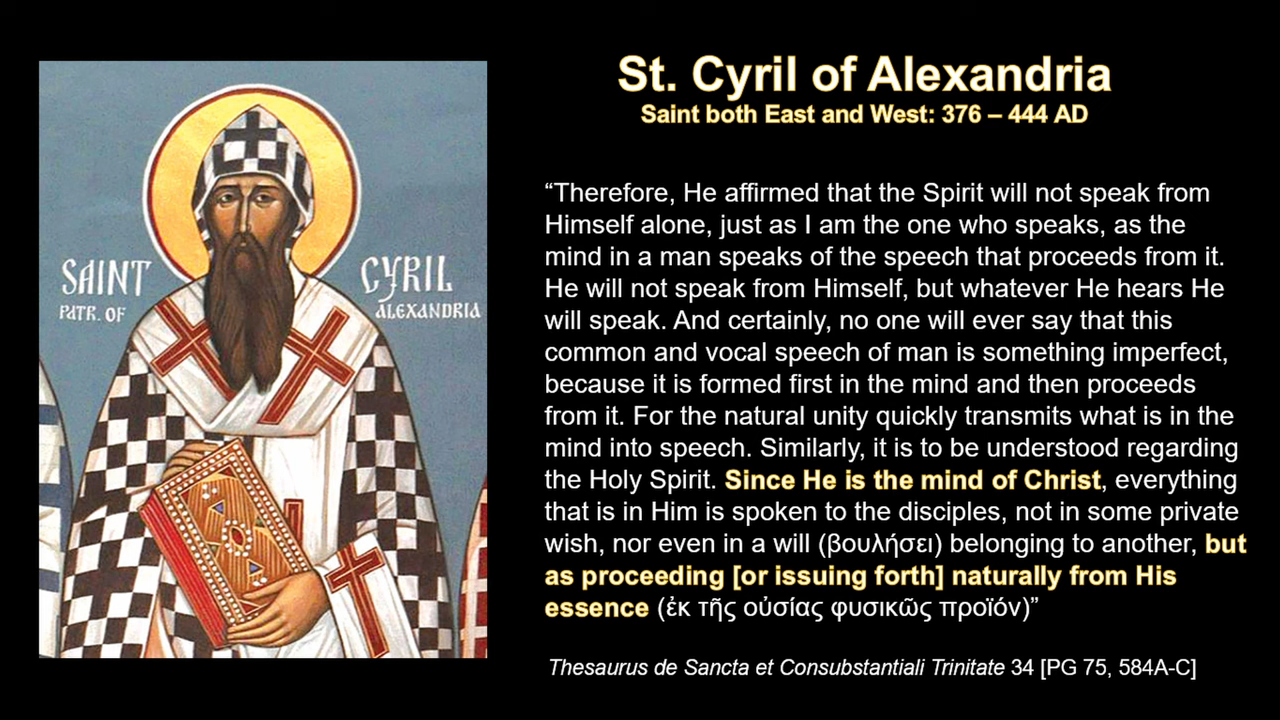 St. Cyril of Alexandria
Saint both East and West: 376 – 444 AD
SAINT
PATR. OF
CYRIL
ALEXANDRIA
“Therefore, He affirmed that the Spirit will not speak from
Himself alone, just as I am the one who speaks, as the
mind in a man speaks of the speech that proceeds from it.
He will not speak from Himself, but whatever He hears He
will speak. And certainly, no one will ever say that this
common and vocal speech of man is something imperfect,
because it is formed first in the mind and then proceeds
from it. For the natural unity quickly transmits what is in the
mind into speech. Similarly, it is to be understood regarding
the Holy Spirit. Since He is the mind of Christ, everything
that is in Him is spoken to the disciples, not in some private
wish, nor even in a will (βουλήσει) belonging to another, but
as proceeding [or issuing forth] naturally from His
essence (ἐκ τῆς οὐσίας φυσικῶς προϊόν)”
Thesaurus de Sancta et Consubstantiali Trinitate 34 [PG 75, 584A-C]